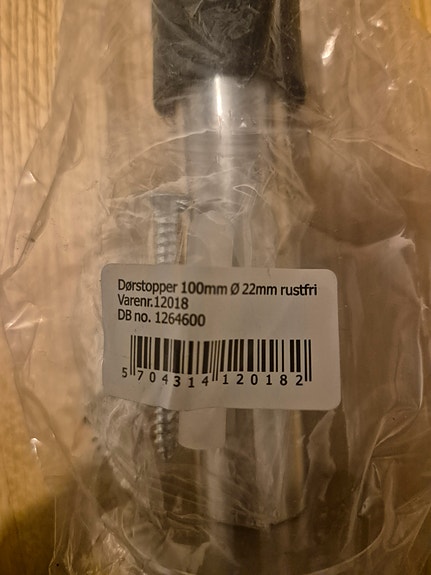 Dørstopper 100mm Ø 22mm rustfri
Varenr.12018
DB no. 1264600
5 704314 120182